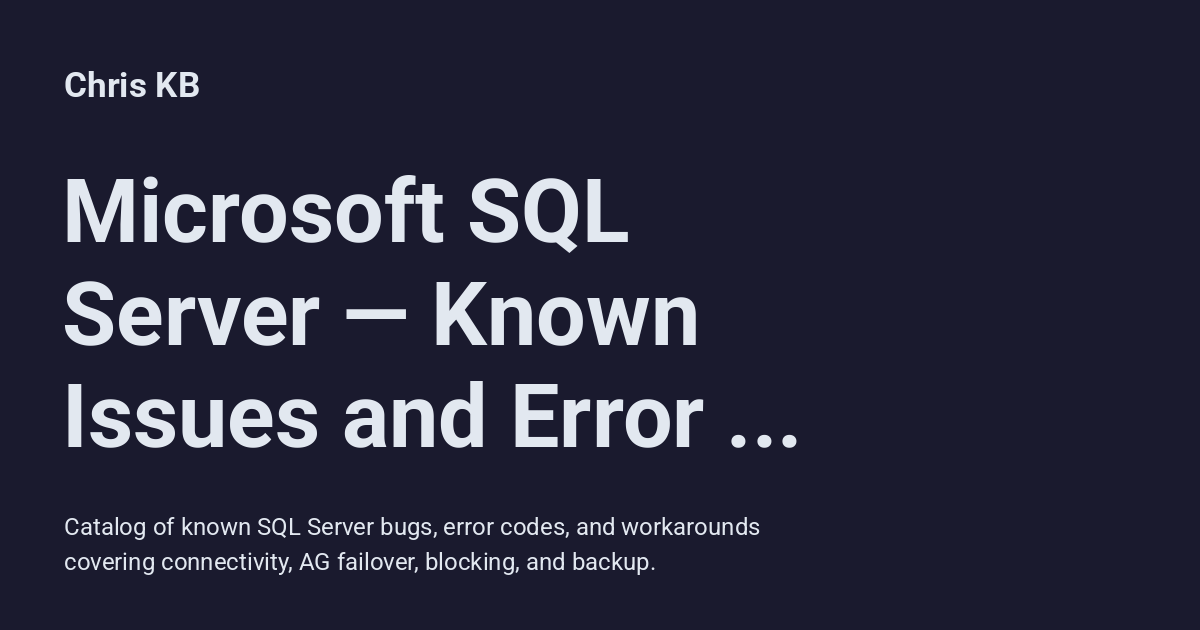 Chris KB
Microsoft SQL
Server — Known
Issues and Error ...
Catalog of known SQL Server bugs, error codes, and workarounds
covering connectivity, AG failover, blocking, and backup.